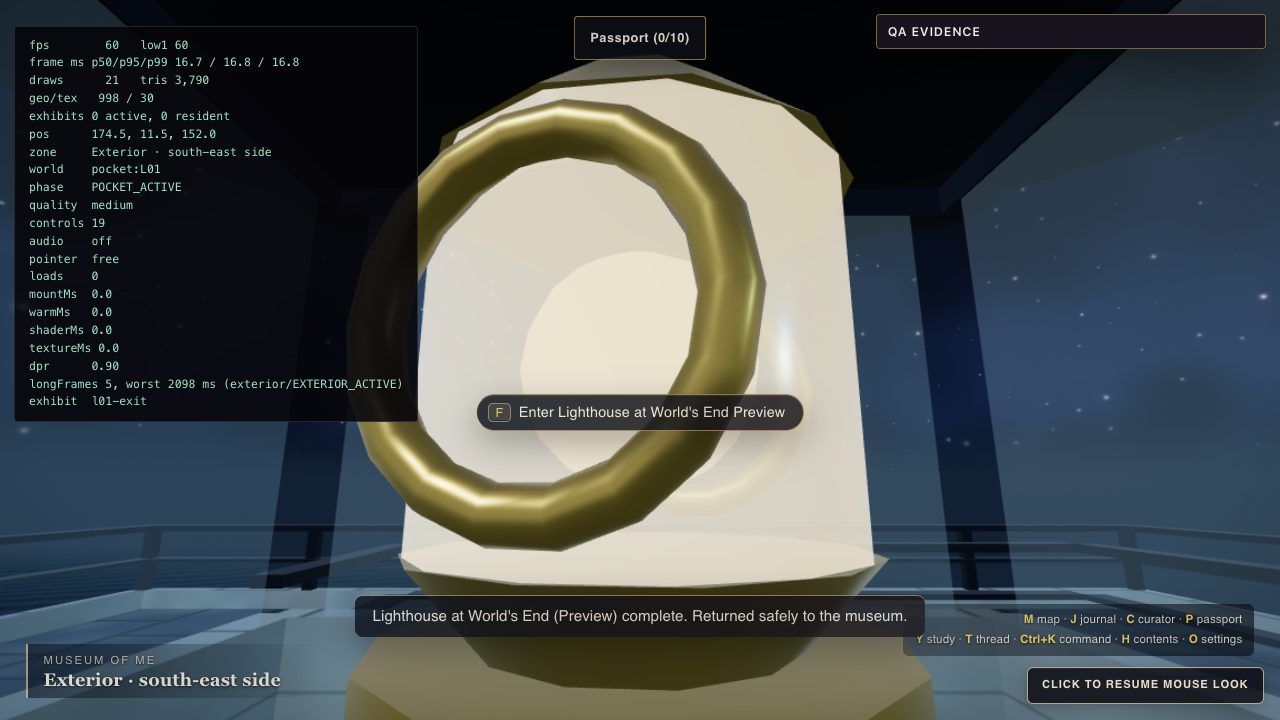 fps 60 low1 60
frame ms p50/p95/p99 16.7 / 16.8 / 16.8
draws 21 tris 3,790
geo/tex 998 / 30
exhibits 0 active, 0 resident
pos 174.5, 11.5, 152.0
zone Exterior · south-east side
world pocket:L01
phase POCKET_ACTIVE
quality medium
controls 19
audio off
pointer free
loads 0
mountMs 0.0
warmMs 0.0
shaderMs 0.0
textureMs 0.0
dpr 0.90
longFrames 5, worst 2098 ms (exterior/EXTERIOR_ACTIVE)
exhibit l01-exit
Passport (0/10)
QA EVIDENCE
F Enter Lighthouse at World's End Preview
Lighthouse at World's End (Preview) complete. Returned safely to the museum.
M map · J journal · C curator · P passport
Y study · T thread · Ctrl+K command · H contents · O settings
MUSEUM OF ME
Exterior · south-east side
CLICK TO RESUME MOUSE LOOK